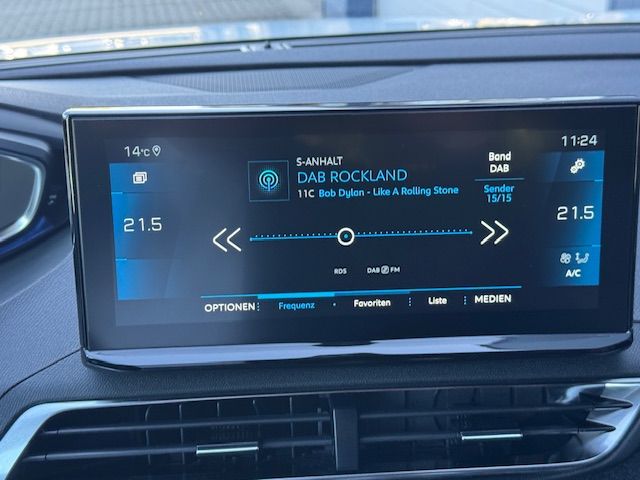 14°C
11:24
S-ANHALT
DAB ROCKLAND
11C Bob Dylan - Like A Rolling Stone
Band
DAB
Sender
15/15
21.5
21.5
RDS DAB FM
A/C
OPTIONEN Frequenz Favoriten Liste MEDIEN